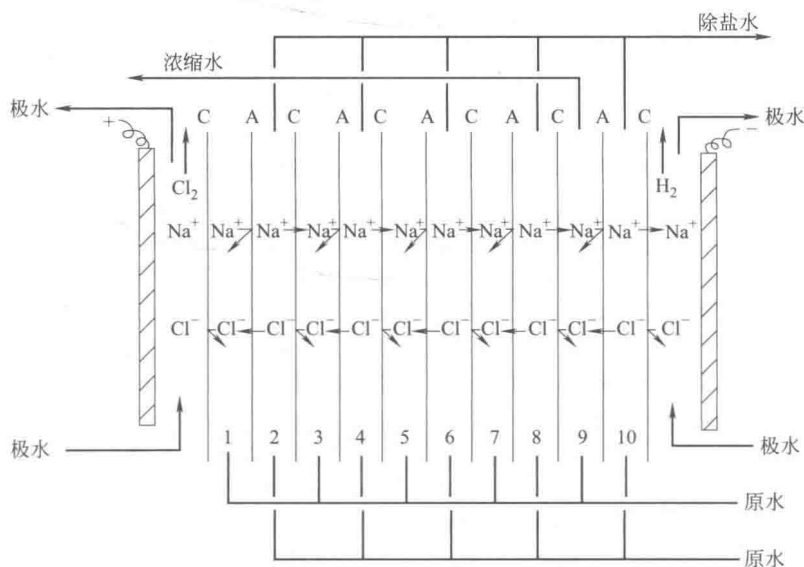 除盐水
浓缩水
极水 极水
C A C A C A C A C A C
+ −
Cl₂ H₂
Na⁺ Na⁺ Na⁺ Na⁺ Na⁺ Na⁺ Na⁺ Na⁺ Na⁺ Na⁺ Na⁺ Na⁺
Cl⁻ Cl⁻ Cl⁻ Cl⁻ Cl⁻ Cl⁻ Cl⁻ Cl⁻ Cl⁻ Cl⁻ Cl⁻ Cl⁻
1 2 3 4 5 6 7 8 9 10
极水 极水
原水
原水